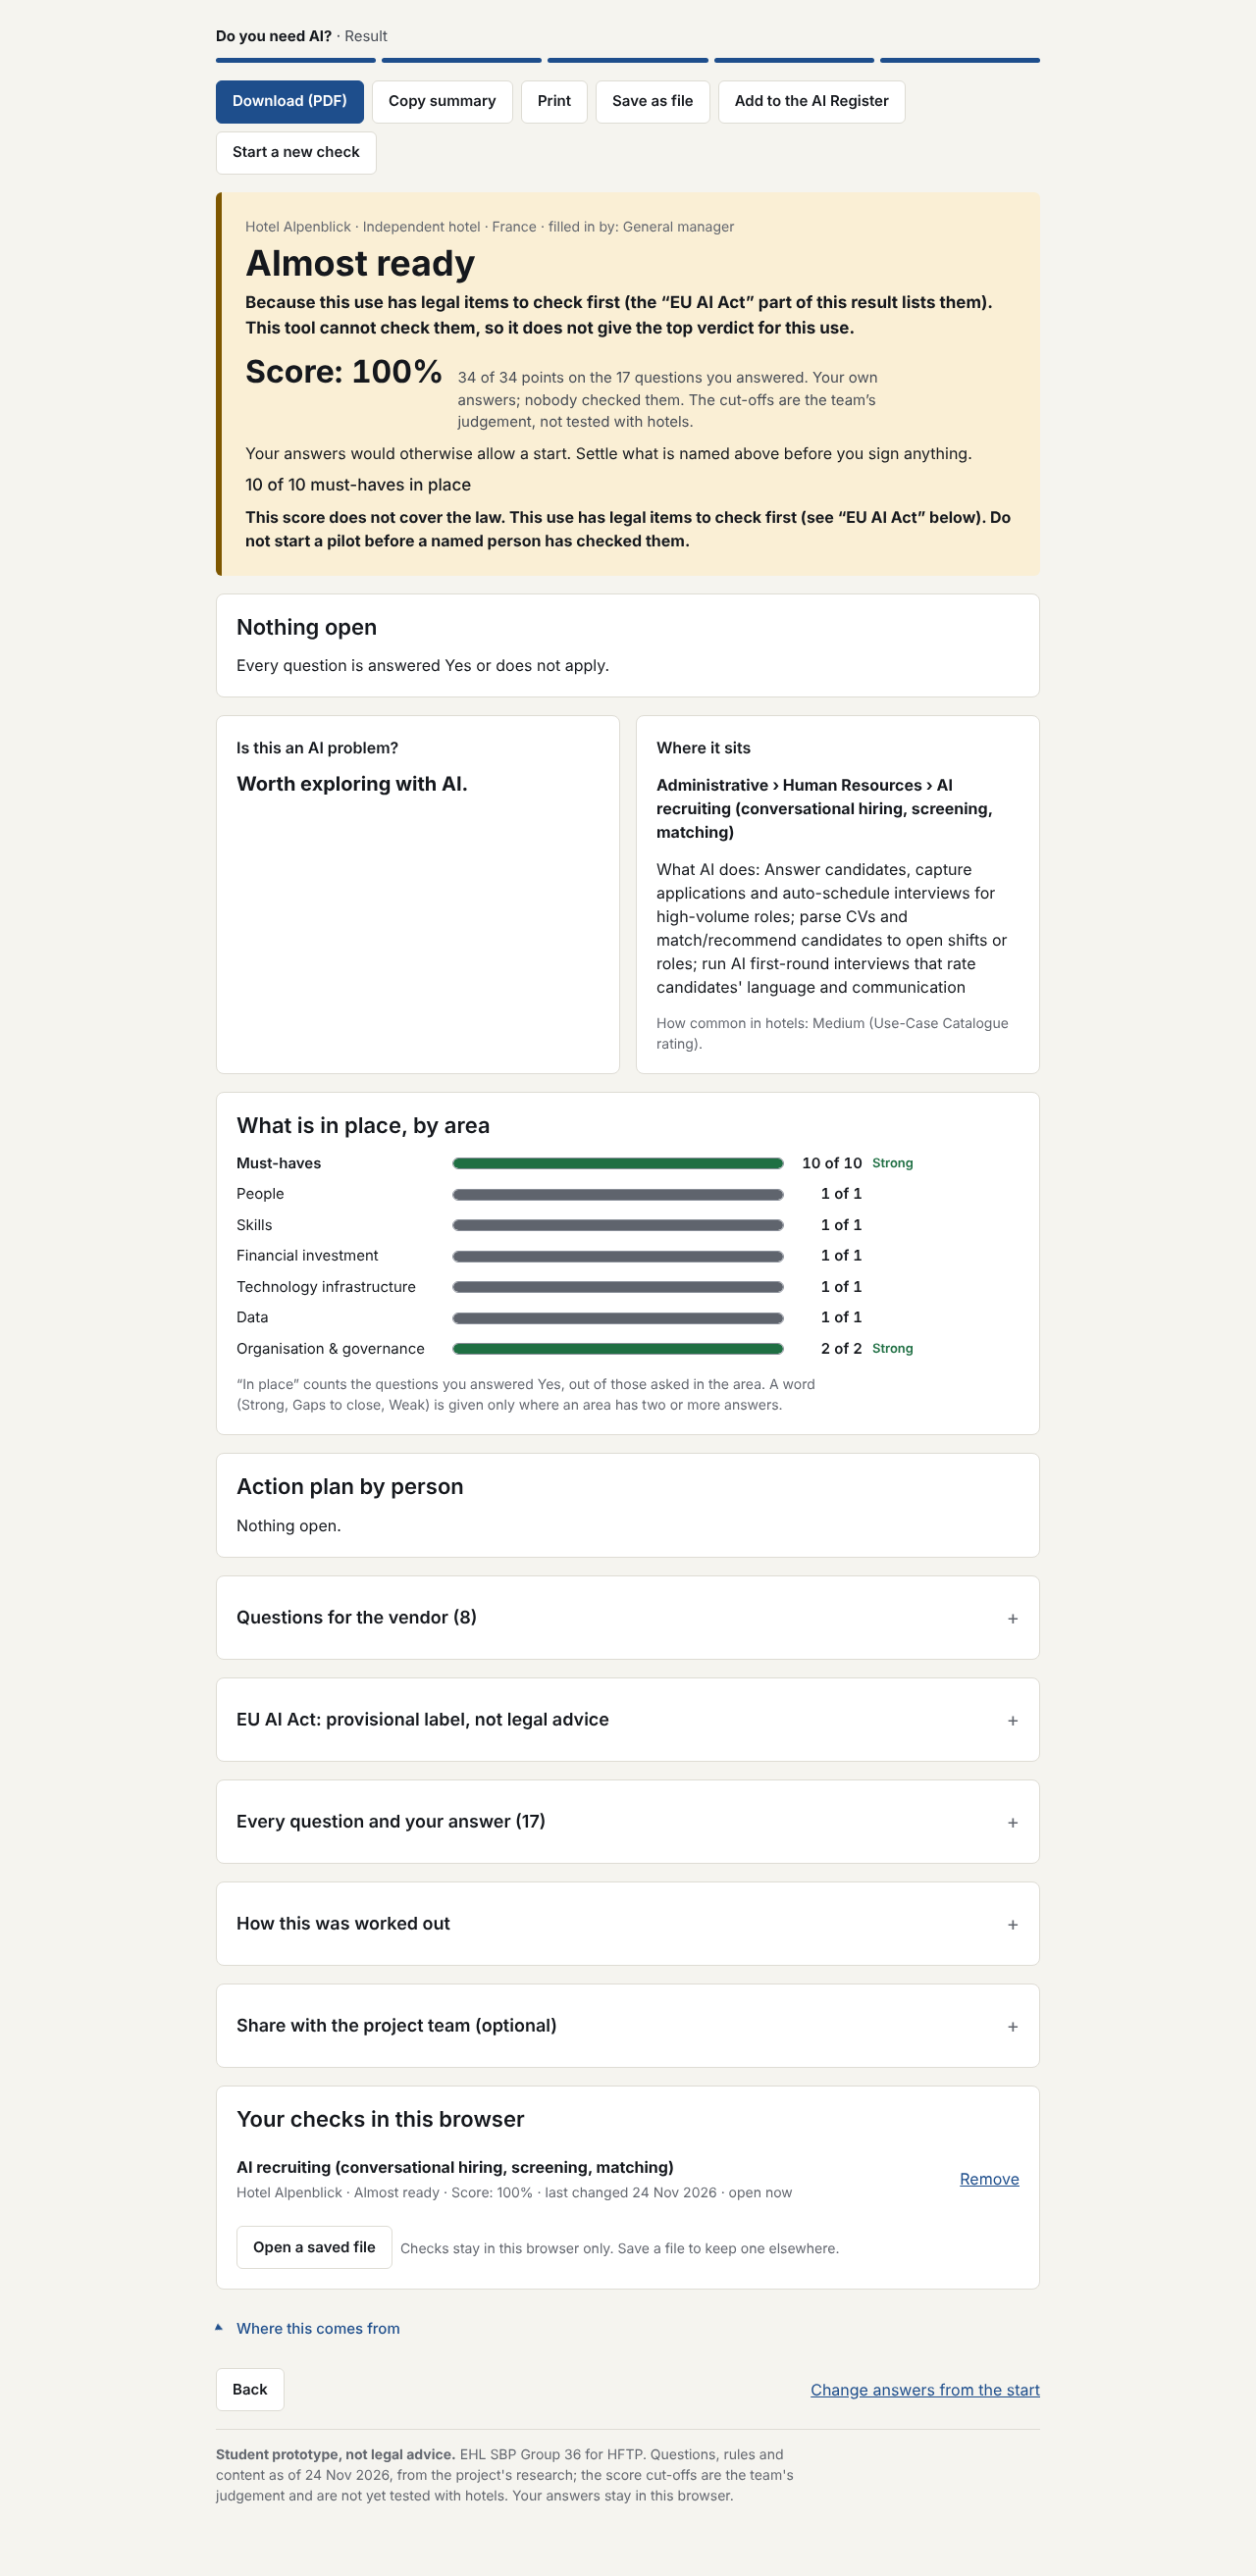 Do you need AI? · Result
Download (PDF)
Copy summary
Print
Save as file
Add to the AI Register
Start a new check
Hotel Alpenblick · Independent hotel · France · filled in by: General manager
Almost ready
Because this use has legal items to check first (the “EU AI Act” part of this result lists them).
This tool cannot check them, so it does not give the top verdict for this use.
Score: 100%
34 of 34 points on the 17 questions you answered. Your own
answers; nobody checked them. The cut-offs are the team’s
judgement, not tested with hotels.
Your answers would otherwise allow a start. Settle what is named above before you sign anything.
10 of 10 must-haves in place
This score does not cover the law. This use has legal items to check first (see “EU AI Act” below). Do
not start a pilot before a named person has checked them.
Nothing open
Every question is answered Yes or does not apply.
Is this an AI problem?
Worth exploring with AI.
Where it sits
Administrative › Human Resources › AI
recruiting (conversational hiring, screening,
matching)
What AI does: Answer candidates, capture
applications and auto-schedule interviews for
high-volume roles; parse CVs and
match/recommend candidates to open shifts or
roles; run AI first-round interviews that rate
candidates' language and communication
How common in hotels: Medium (Use-Case Catalogue
rating).
What is in place, by area
Must-haves 10 of 10 Strong
People 1 of 1
Skills 1 of 1
Financial investment 1 of 1
Technology infrastructure 1 of 1
Data 1 of 1
Organisation & governance 2 of 2 Strong
“In place” counts the questions you answered Yes, out of those asked in the area. A word
(Strong, Gaps to close, Weak) is given only where an area has two or more answers.
Action plan by person
Nothing open.
Questions for the vendor (8) +
EU AI Act: provisional label, not legal advice +
Every question and your answer (17) +
How this was worked out +
Share with the project team (optional) +
Your checks in this browser
AI recruiting (conversational hiring, screening, matching)
Hotel Alpenblick · Almost ready · Score: 100% · last changed 24 Nov 2026 · open now
Remove
Open a saved file
Checks stay in this browser only. Save a file to keep one elsewhere.
Where this comes from
Back
Change answers from the start
Student prototype, not legal advice. EHL SBP Group 36 for HFTP. Questions, rules and
content as of 24 Nov 2026, from the project's research; the score cut-offs are the team's
judgement and are not yet tested with hotels. Your answers stay in this browser.